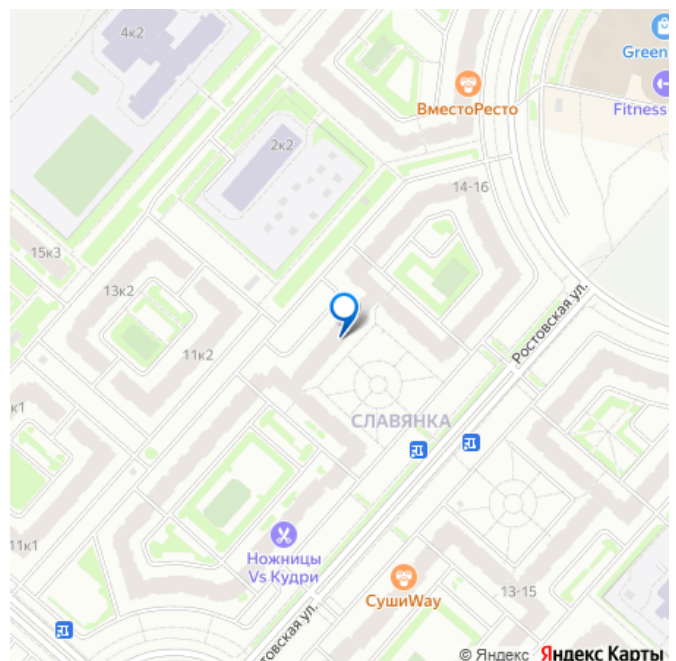 4к2
Green
ВместоРесто
Fitness
2к2
14-16
15к3
13к2
Ростовская ул.
11к2
к1
СЛАВЯНКА
11к1
Ножницы
Vs Кудри
СушиWay
13-15
товская ул.
© Яндекс Яндекс Карты